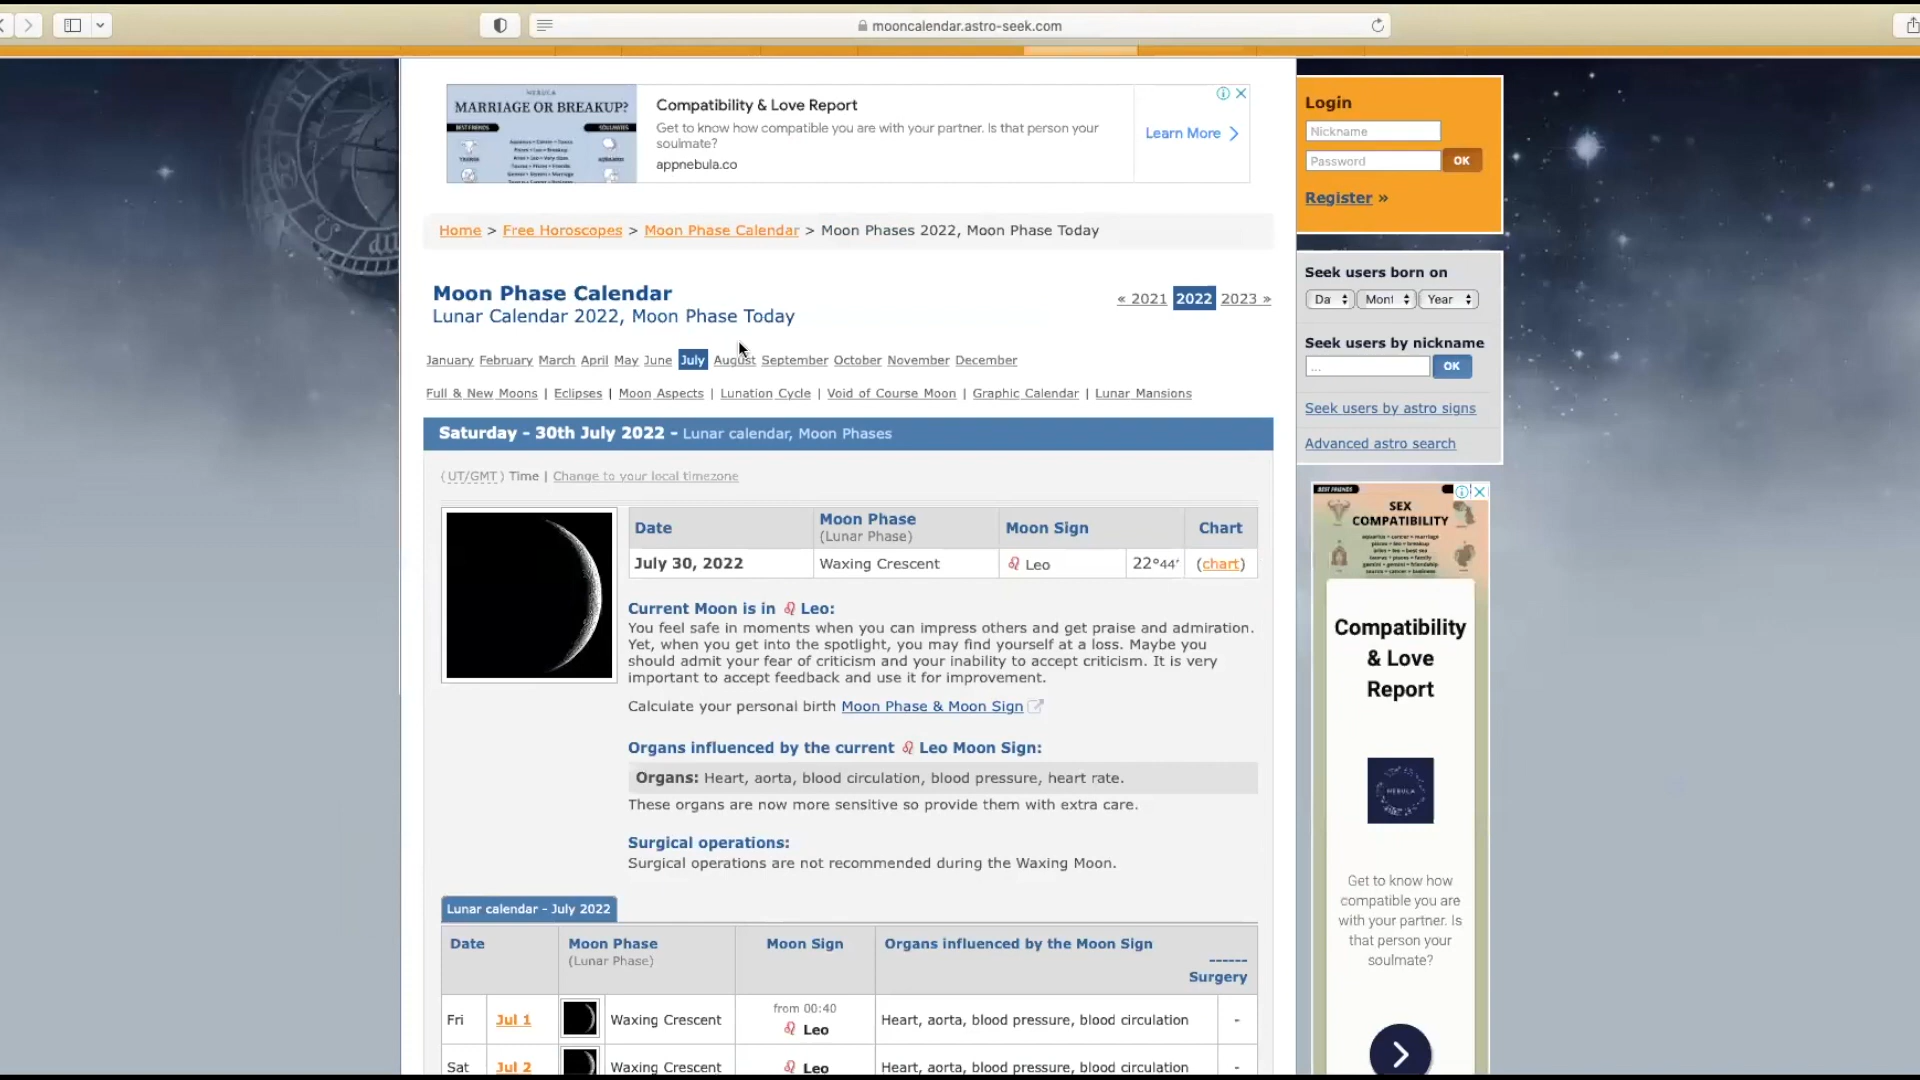 mooncalendar.astro-seek.com
NEBULA
MARRIAGE OR BREAKUP?
BEST FRIENDS
SOULMATES
Compatibility & Love Report
Get to know how compatible you are with your partner. Is that person your
soulmate?
appnebula.co
Learn More
Home > Free Horoscopes > Moon Phase Calendar > Moon Phases 2022, Moon Phase Today
Moon Phase Calendar
Lunar Calendar 2022, Moon Phase Today
« 2021 2022 2023 »
January February March April May June July August September October November December
Full & New Moons | Eclipses | Moon Aspects | Lunation Cycle | Void of Course Moon | Graphic Calendar | Lunar Mansions
Saturday - 30th July 2022 - Lunar calendar, Moon Phases
(UT/GMT) Time | Change to your local timezone
Date Moon Phase Moon Sign Chart
(Lunar Phase)
July 30, 2022 Waxing Crescent ♌ Leo 22°44′ (chart)
Current Moon is in ♌ Leo:
You feel safe in moments when you can impress others and get praise and admiration.
Yet, when you get into the spotlight, you may find yourself at a loss. Maybe you
should admit your fear of criticism and your inability to accept criticism. It is very
important to accept feedback and use it for improvement.
Calculate your personal birth Moon Phase & Moon Sign
Organs influenced by the current ♌ Leo Moon Sign:
Organs: Heart, aorta, blood circulation, blood pressure, heart rate.
These organs are now more sensitive so provide them with extra care.
Surgical operations:
Surgical operations are not recommended during the Waxing Moon.
Lunar calendar - July 2022
Date Moon Phase Moon Sign Organs influenced by the Moon Sign
(Lunar Phase)
------
Surgery
from 00:40
Fri Jul 1 Waxing Crescent ♌ Leo Heart, aorta, blood pressure, blood circulation -
Sat Jul 2 Waxing Crescent ♌ Leo Heart, aorta, blood pressure, blood circulation -
Login
Nickname
Password OK
Register »
Seek users born on
Da Mont Year
Seek users by nickname
... OK
Seek users by astro signs
Advanced astro search
BEST FRIENDS
SEX
COMPATIBILITY
Compatibility
& Love
Report
NEBULA
Get to know how
compatible you are
with your partner. Is
that person your
soulmate?